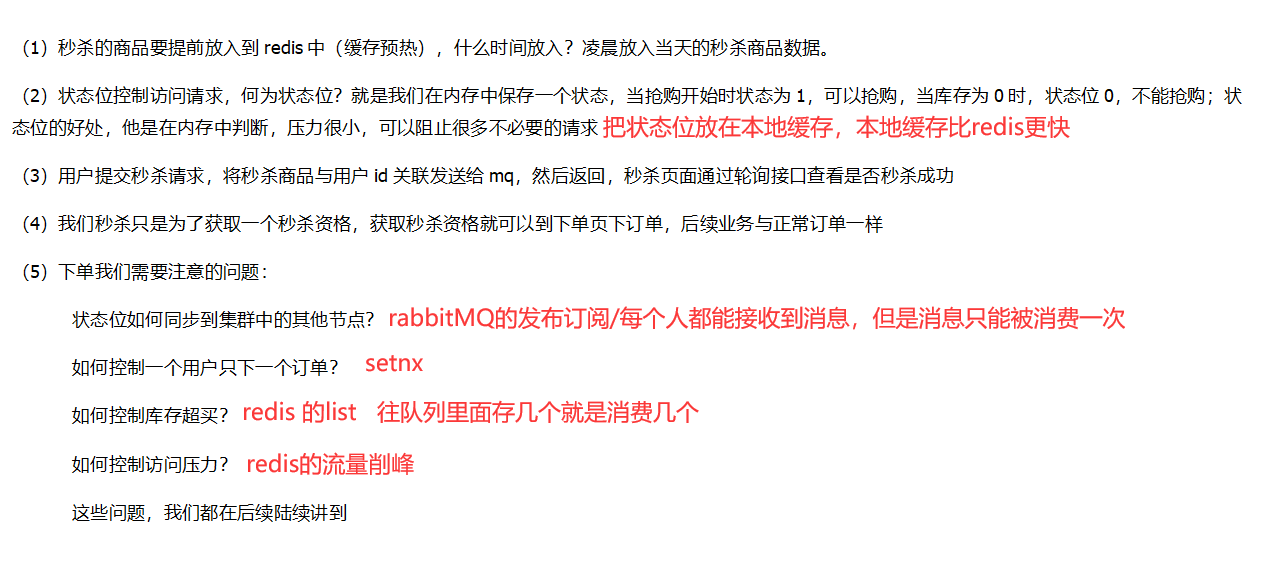 （1）秒杀的商品要提前放入到 redis 中（缓存预热），什么时间放入？凌晨放入当天的秒杀商品数据。
（2）状态位控制访问请求，何为状态位？就是我们在内存中保存一个状态，当抢购开始时状态为 1，可以抢购，当库存为 0 时，状态位 0，不能抢购；状
态位的好处，他是在内存中判断，压力很小，可以阻止很多不必要的请求 把状态位放在本地缓存，本地缓存比redis更快
（3）用户提交秒杀请求，将秒杀商品与用户 id 关联发送给 mq，然后返回，秒杀页面通过轮询接口查看是否秒杀成功
（4）我们秒杀只是为了获取一个秒杀资格，获取秒杀资格就可以到下单页下订单，后续业务与正常订单一样
（5）下单我们需要注意的问题：
状态位如何同步到集群中的其他节点？ rabbitMQ的发布订阅/每个人都能接收到消息，但是消息只能被消费一次
如何控制一个用户只下一个订单？ setnx
如何控制库存超买？ redis 的list 往队列里面存几个就是消费几个
如何控制访问压力？ redis的流量削峰
这些问题，我们都在后续陆续讲到